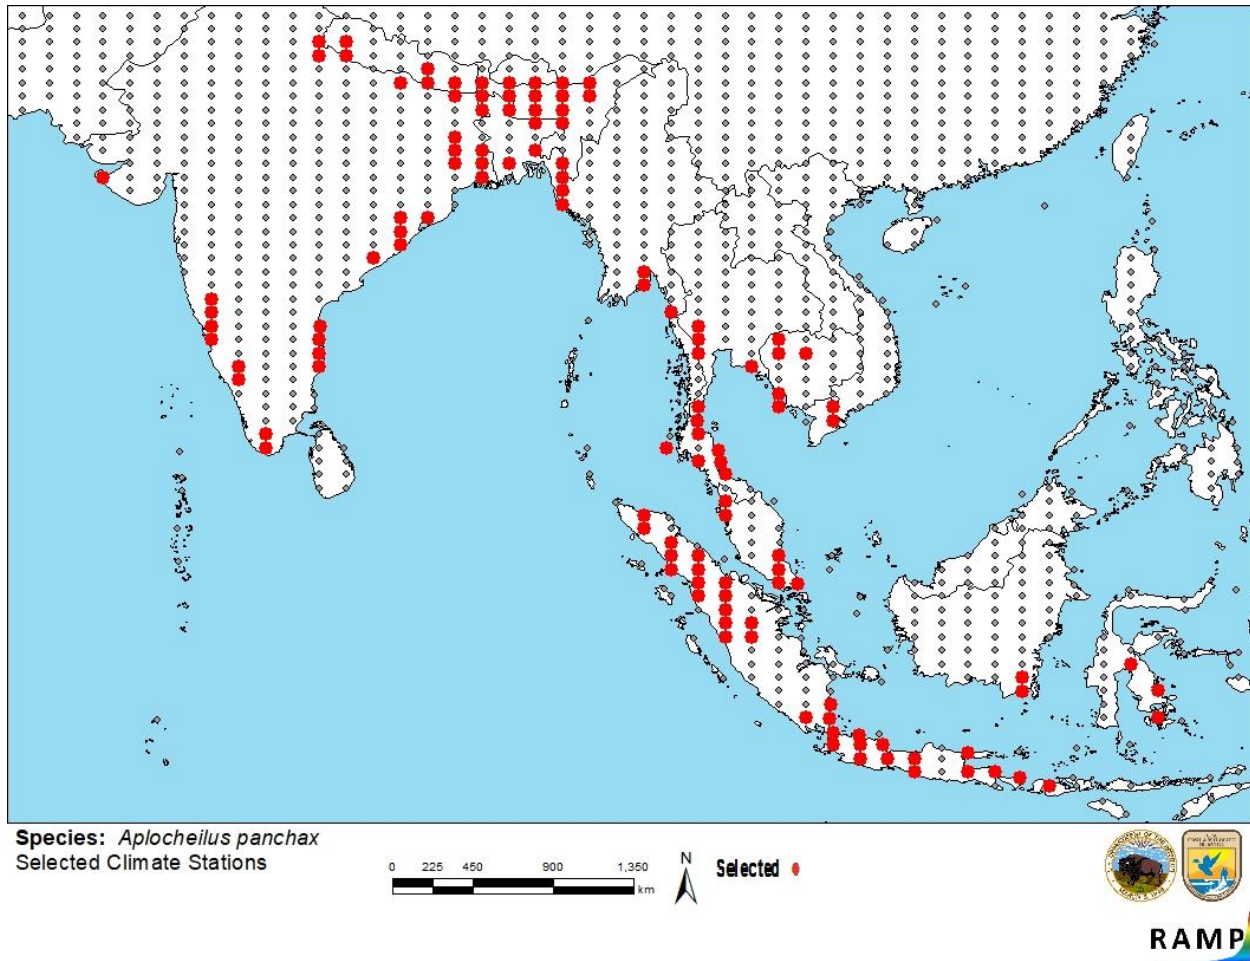 Species: Aplocheilus panchax
Selected Climate Stations
0 225 450 900 1,350
km
N
Selected
RAMP